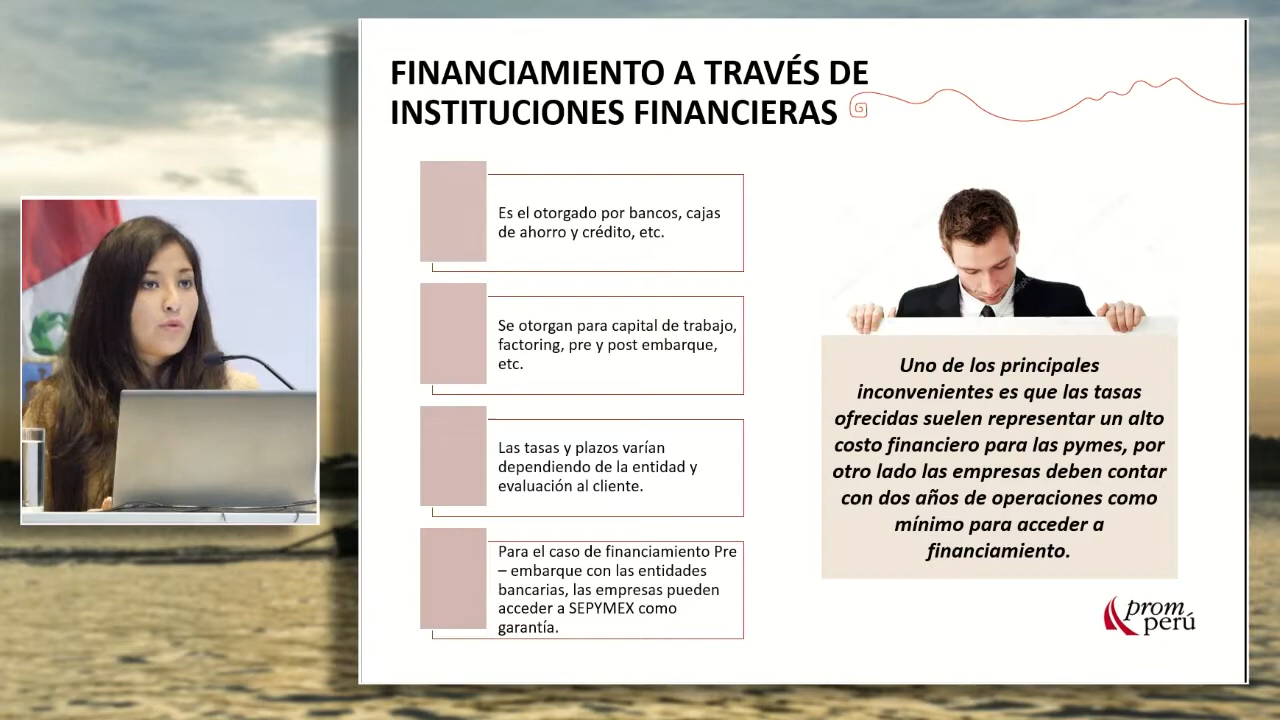 FINANCIAMIENTO A TRAVÉS DE
INSTITUCIONES FINANCIERAS
Es el otorgado por bancos, cajas
de ahorro y crédito, etc.
Se otorgan para capital de trabajo,
factoring, pre y post embarque,
etc.
Las tasas y plazos varían
dependiendo de la entidad y
evaluación al cliente.
Para el caso de financiamiento Pre
– embarque con las entidades
bancarias, las empresas pueden
acceder a SEPYMEX como
garantía.
Uno de los principales
inconvenientes es que las tasas
ofrecidas suelen representar un alto
costo financiero para las pymes, por
otro lado las empresas deben contar
con dos años de operaciones como
mínimo para acceder a
financiamiento.
prom
perú